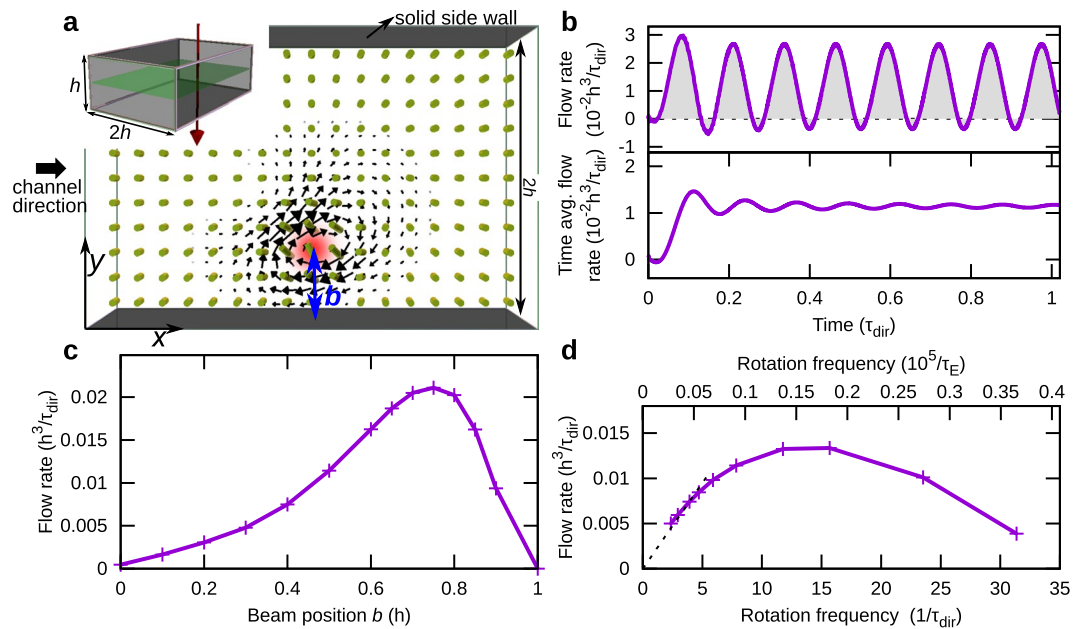 a
solid side wall
h
2h
channel
direction
2h
y
b
x
b
Flow rate
(10⁻²h³/τdir)
3
2
1
0
-1
Time avg. flow
rate (10⁻²h³/τdir)
2
1
0
0 0.2 0.4 0.6 0.8 1
Time (τdir)
c
Flow rate (h³/τdir)
0.02
0.015
0.01
0.005
0
0 0.2 0.4 0.6 0.8 1
Beam position b (h)
d
Rotation frequency (10⁵/τE)
0 0.05 0.1 0.15 0.2 0.25 0.3 0.35 0.4
Flow rate (h³/τdir)
0.015
0.01
0.005
0
0 5 10 15 20 25 30 35
Rotation frequency (1/τdir)